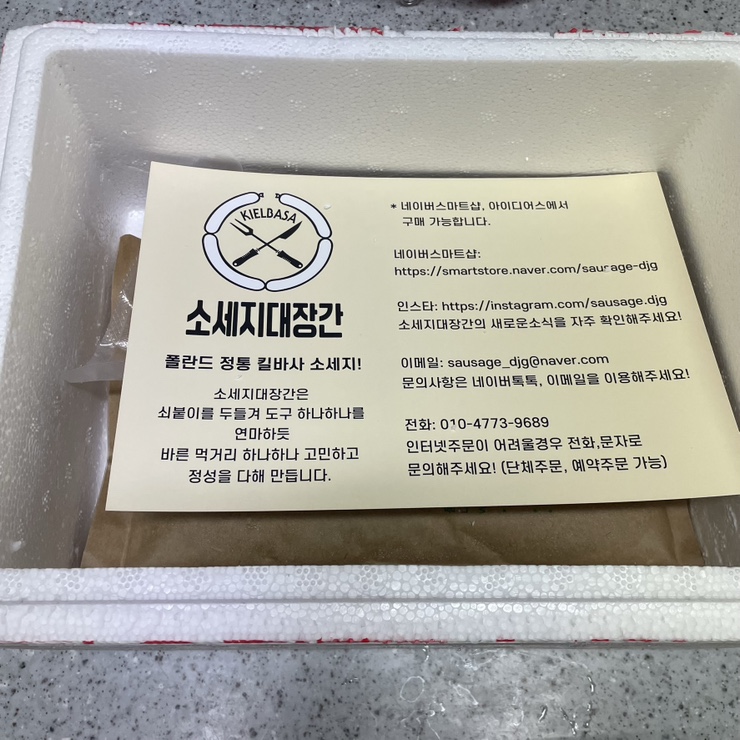 KIELBASA
소세지대장간
폴란드 정통 킬바사 소세지!
소세지대장간은
쇠붙이를 두들겨 도구 하나하나를
연마하듯
바른 먹거리 하나하나 고민하고
정성을 다해 만듭니다.
* 네이버스마트샵, 아이디어스에서
구매 가능합니다.
네이버스마트샵:
https://smartstore.naver.com/sausage-djg
인스타: https://instagram.com/sausage.djg
소세지대장간의 새로운소식을 자주 확인해주세요!
이메일: sausage_djg@naver.com
문의사항은 네이버톡톡, 이메일을 이용해주세요!
전화: 010-4773-9689
인터넷주문이 어려울경우 전화,문자로
문의해주세요! (단체주문, 예약주문 가능)